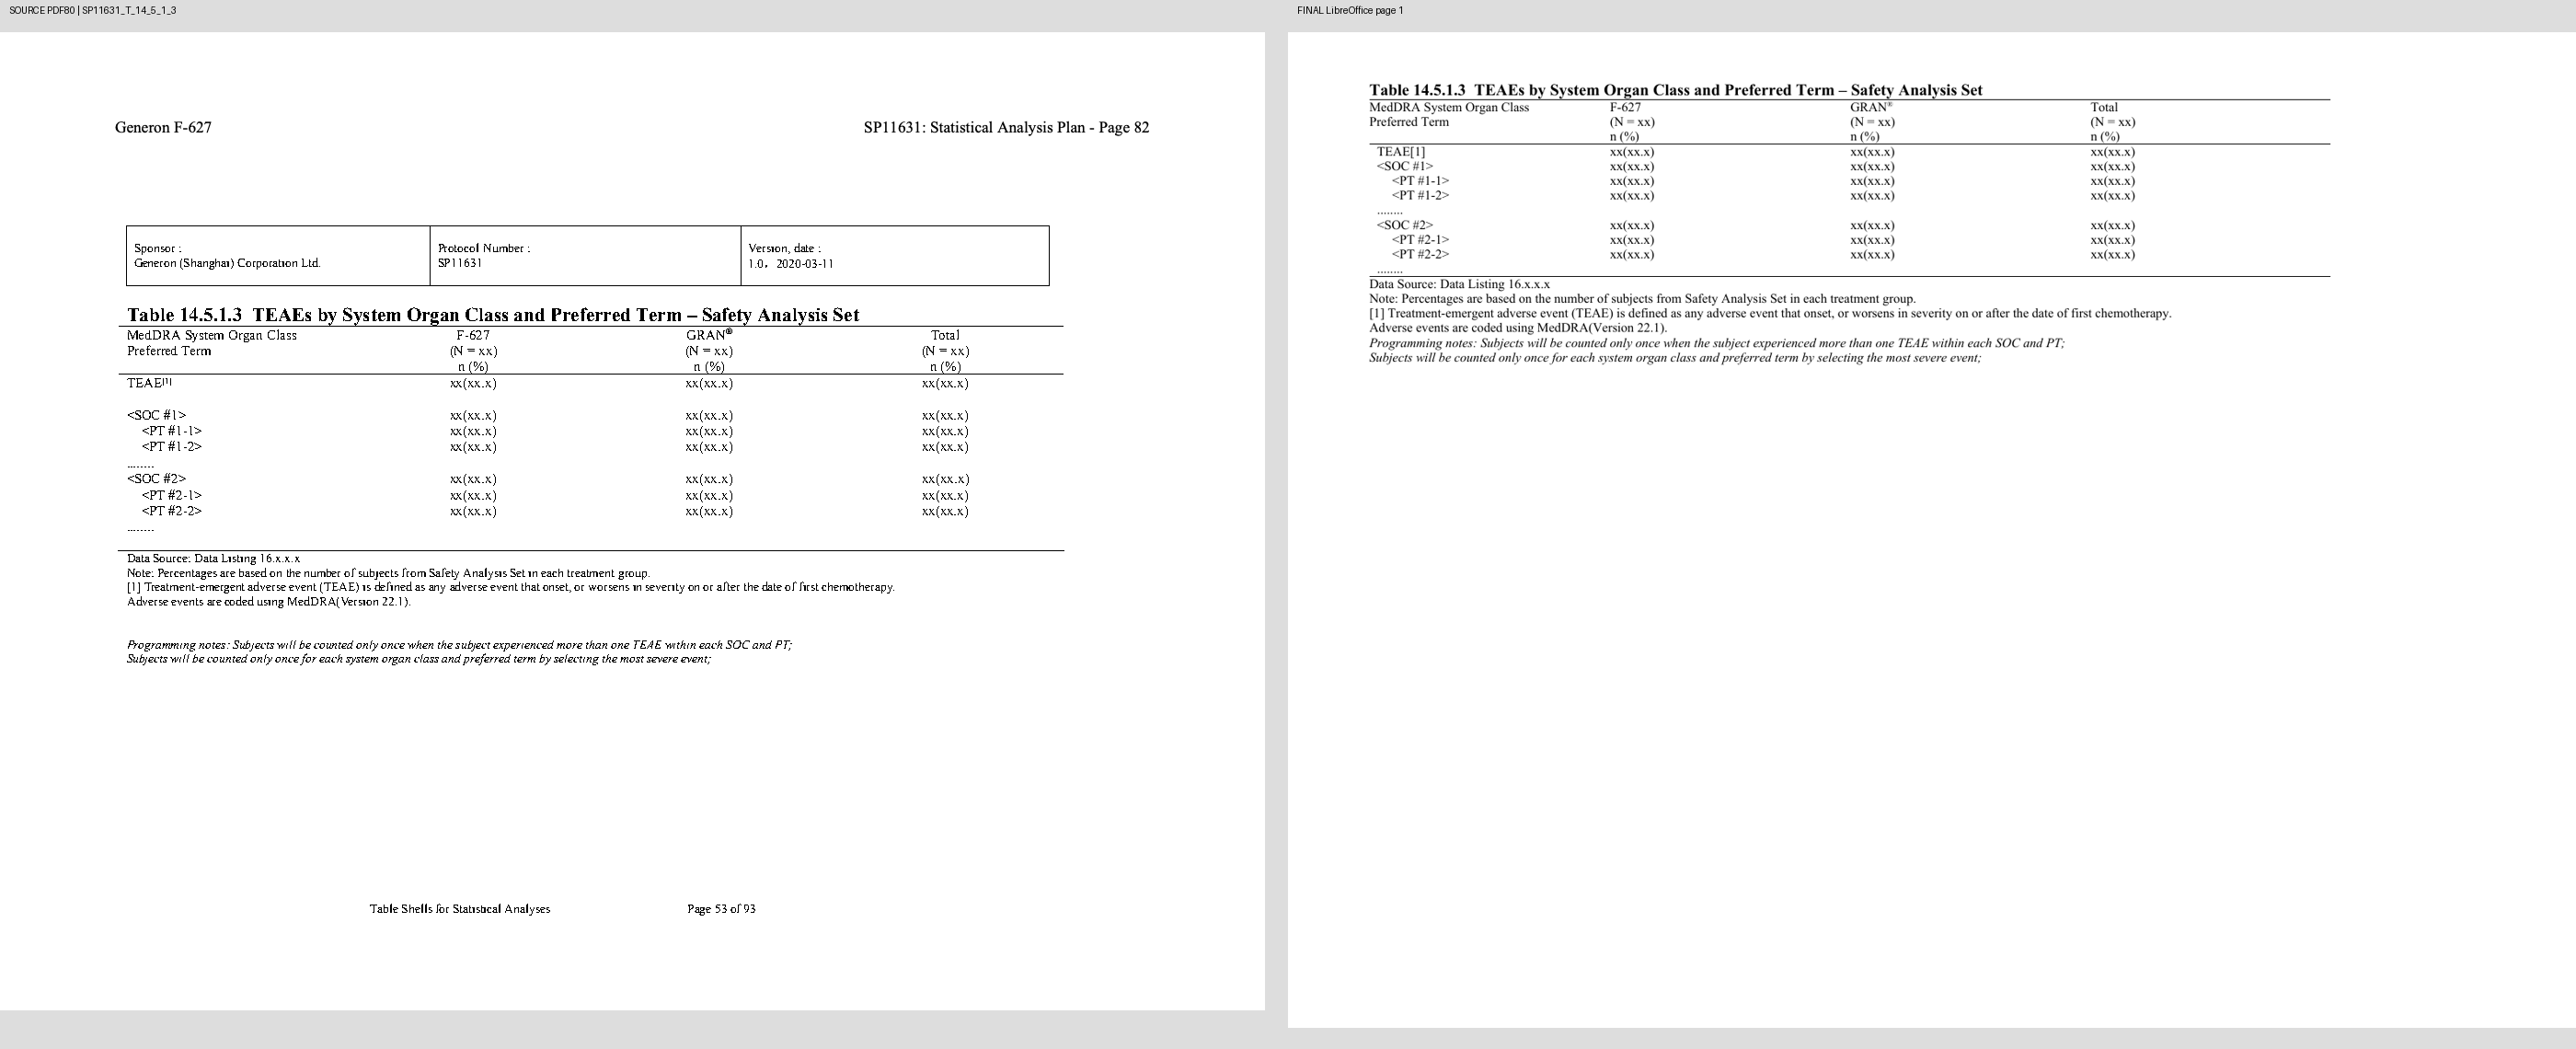 SOURCE PDF80 | SP11631_T_14_5_1_3
Generon F-627 SP11631: Statistical Analysis Plan - Page 82
Sponsor : Protocol Number : Version, date :
Generon (Shanghai) Corporation Ltd. SP11631 1.0，2020-03-11
Table 14.5.1.3 TEAEs by System Organ Class and Preferred Term – Safety Analysis Set
MedDRA System Organ Class F-627 GRAN® Total
Preferred Term (N = xx) (N = xx) (N = xx)
n (%) n (%) n (%)
TEAE[1] xx(xx.x) xx(xx.x) xx(xx.x)
<SOC #1> xx(xx.x) xx(xx.x) xx(xx.x)
<PT #1-1> xx(xx.x) xx(xx.x) xx(xx.x)
<PT #1-2> xx(xx.x) xx(xx.x) xx(xx.x)
........
<SOC #2> xx(xx.x) xx(xx.x) xx(xx.x)
<PT #2-1> xx(xx.x) xx(xx.x) xx(xx.x)
<PT #2-2> xx(xx.x) xx(xx.x) xx(xx.x)
........
Data Source: Data Listing 16.x.x.x
Note: Percentages are based on the number of subjects from Safety Analysis Set in each treatment group.
[1] Treatment-emergent adverse event (TEAE) is defined as any adverse event that onset, or worsens in severity on or after the date of first chemotherapy.
Adverse events are coded using MedDRA(Version 22.1).
Programming notes: Subjects will be counted only once when the subject experienced more than one TEAE within each SOC and PT;
Subjects will be counted only once for each system organ class and preferred term by selecting the most severe event;
Table Shells for Statistical Analyses Page 53 of 93
FINAL LibreOffice page 1
Table 14.5.1.3 TEAEs by System Organ Class and Preferred Term – Safety Analysis Set
MedDRA System Organ Class F-627 GRAN® Total
Preferred Term (N = xx) (N = xx) (N = xx)
n (%) n (%) n (%)
TEAE[1] xx(xx.x) xx(xx.x) xx(xx.x)
<SOC #1> xx(xx.x) xx(xx.x) xx(xx.x)
<PT #1-1> xx(xx.x) xx(xx.x) xx(xx.x)
<PT #1-2> xx(xx.x) xx(xx.x) xx(xx.x)
........
<SOC #2> xx(xx.x) xx(xx.x) xx(xx.x)
<PT #2-1> xx(xx.x) xx(xx.x) xx(xx.x)
<PT #2-2> xx(xx.x) xx(xx.x) xx(xx.x)
........
Data Source: Data Listing 16.x.x.x
Note: Percentages are based on the number of subjects from Safety Analysis Set in each treatment group.
[1] Treatment-emergent adverse event (TEAE) is defined as any adverse event that onset, or worsens in severity on or after the date of first chemotherapy.
Adverse events are coded using MedDRA(Version 22.1).
Programming notes: Subjects will be counted only once when the subject experienced more than one TEAE within each SOC and PT;
Subjects will be counted only once for each system organ class and preferred term by selecting the most severe event;